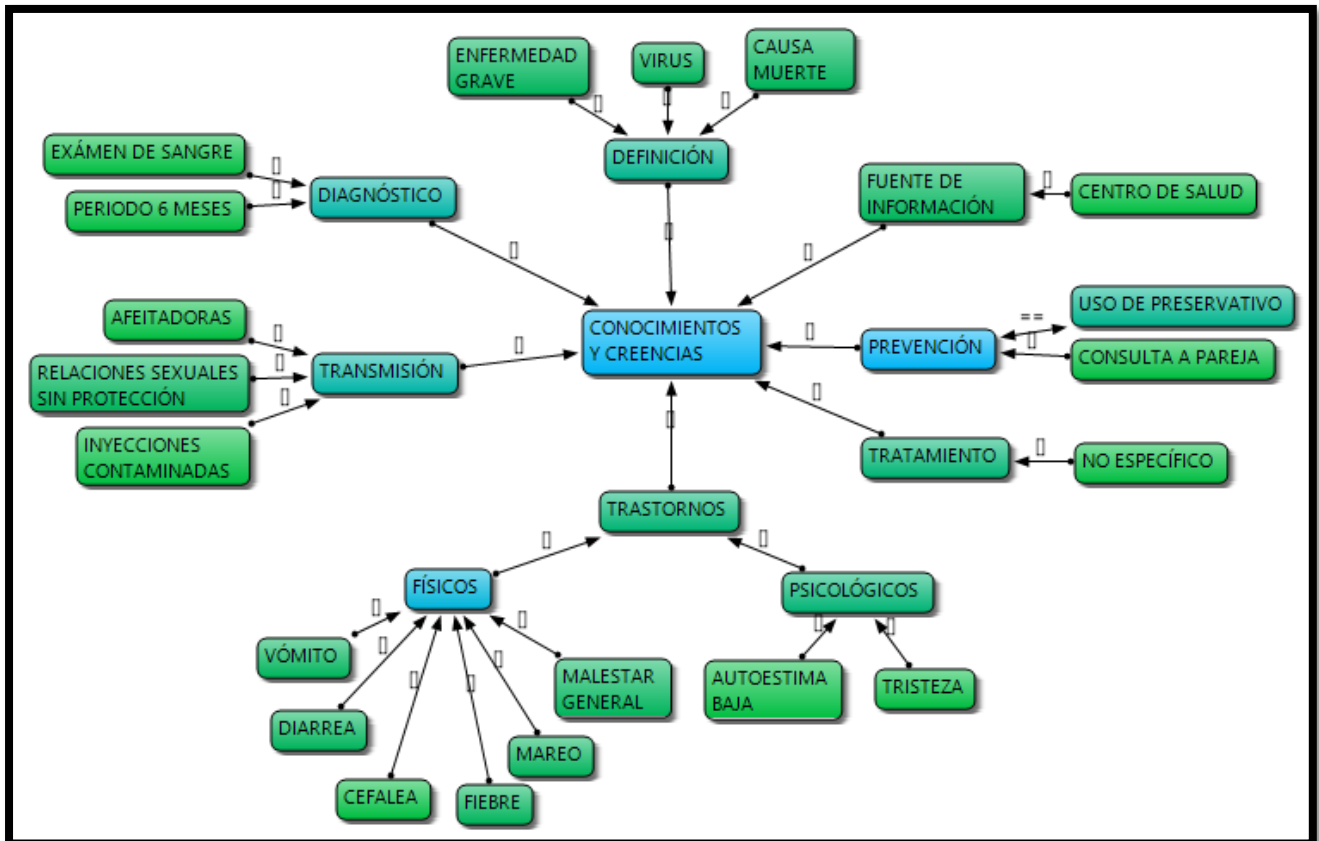 ENFERMEDAD
GRAVE
VIRUS
CAUSA
MUERTE
DEFINICIÓN
EXÁMEN DE SANGRE
PERIODO 6 MESES
DIAGNÓSTICO
FUENTE DE
INFORMACIÓN
CENTRO DE SALUD
AFEITADORAS
RELACIONES SEXUALES
SIN PROTECCIÓN
INYECCIONES
CONTAMINADAS
TRANSMISIÓN
CONOCIMIENTOS
Y CREENCIAS
PREVENCIÓN
==
USO DE PRESERVATIVO
CONSULTA A PAREJA
TRATAMIENTO
NO ESPECÍFICO
TRASTORNOS
FÍSICOS
PSICOLÓGICOS
VÓMITO
DIARREA
CEFALEA
FIEBRE
MAREO
MALESTAR
GENERAL
AUTOESTIMA
BAJA
TRISTEZA